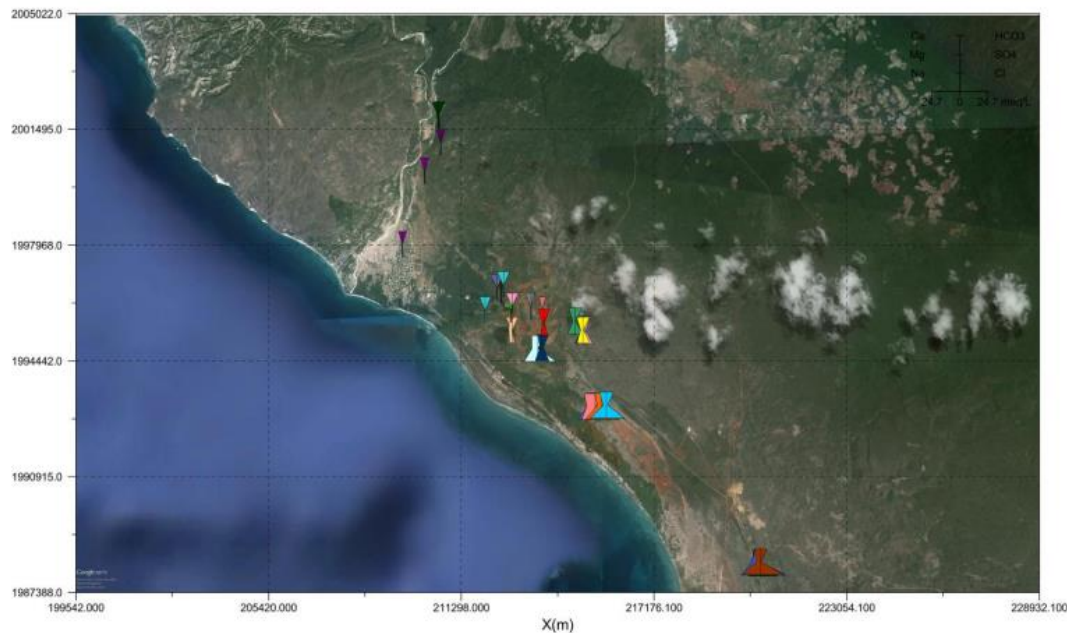 2005022.0
Ca HCO3
Mg SO4
Na Cl
24.7 0 24.7 meq/L
2001495.0
1997968.0
1994442.0
1990915.0
1987388.0
199542.000 205420.000 211298.000 217176.100 223054.100 228932.100
X(m)